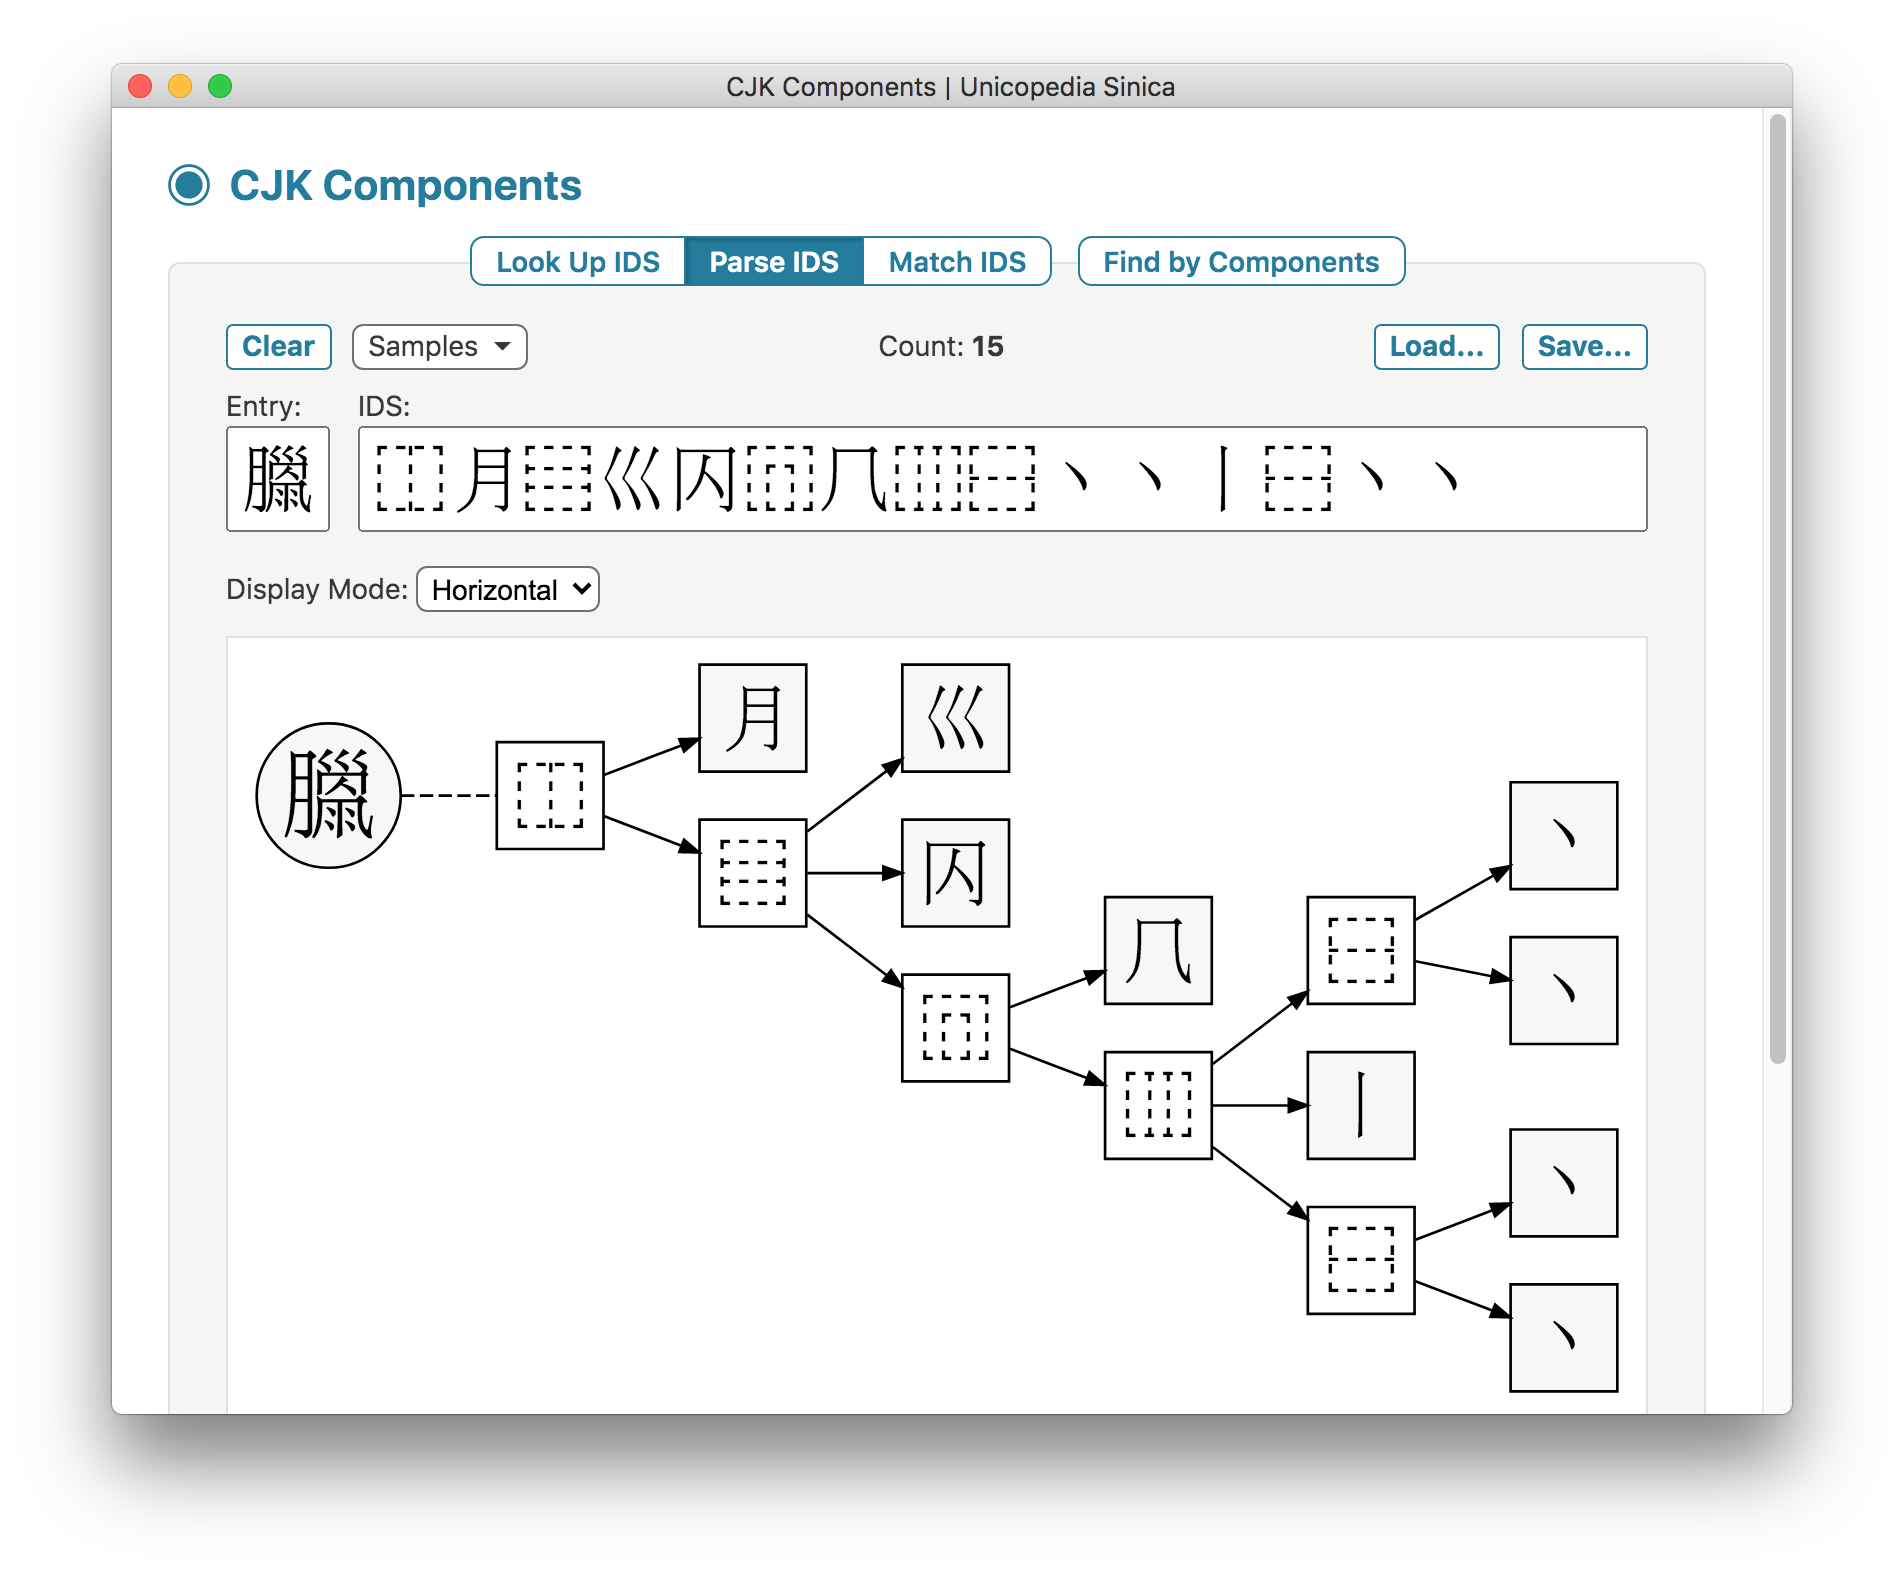 CJK Components | Unicopedia Sinica
CJK Components
Look Up IDS Parse IDS Match IDS Find by Components
Clear Samples Count: 15 Load... Save...
Entry: IDS:
臘 ⿰月⿳巛囚⿵⺇⿲⿱丶丶丨⿱丶丶
Display Mode: Horizontal
月 巛
臘 ⿰
⿳ 囚 丶
⺇ ⿱
⿵ 丶
⿲ 丨
丶
⿱
丶